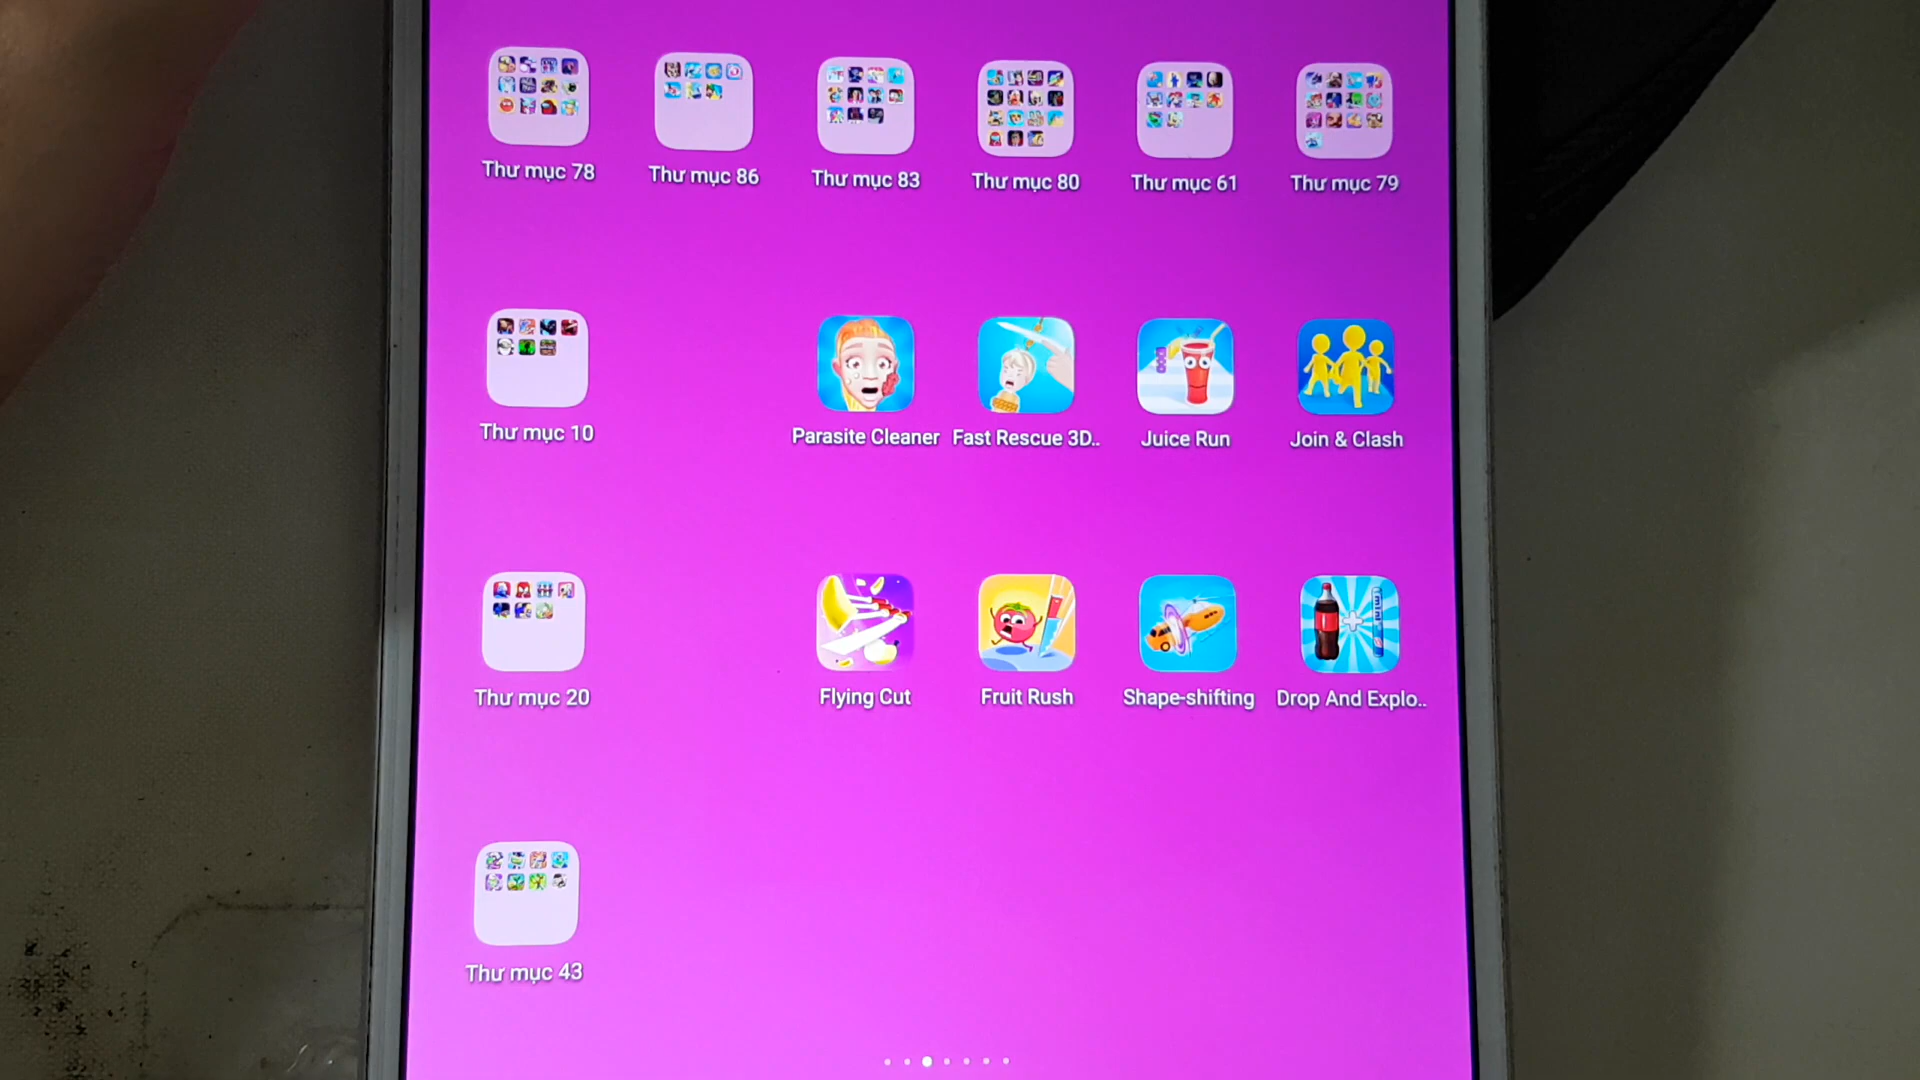 Thư mục 78
Thư mục 86
Thư mục 83
Thư mục 80
Thư mục 61
Thư mục 79
Thư mục 10
Parasite Cleaner
Fast Rescue 3D..
Juice Run
Join & Clash
Thư mục 20
Flying Cut
Fruit Rush
Shape-shifting
Drop And Explo..
Thư mục 43